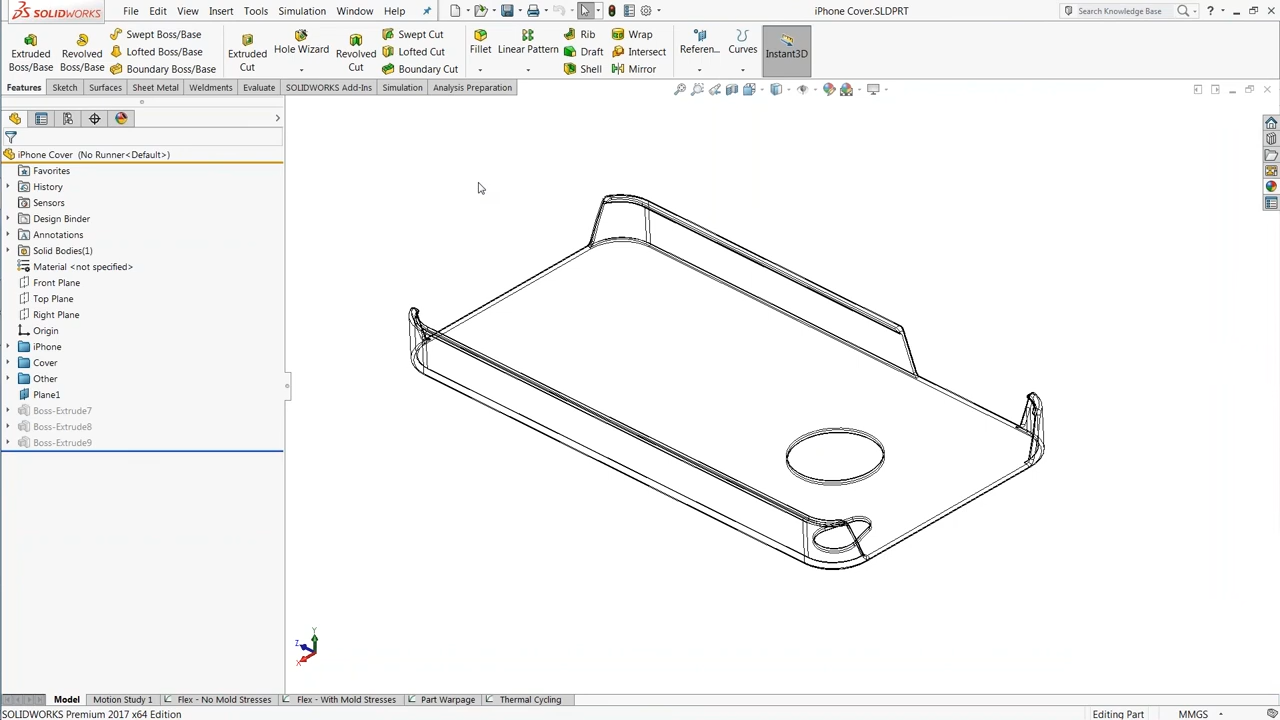 SOLIDWORKS File Edit View Insert Tools Simulation Window Help iPhone Cover.SLDPRT Search Knowledge Base ?
Extruded Boss/Base
Revolved Boss/Base
Swept Boss/Base
Lofted Boss/Base
Boundary Boss/Base
Extruded Cut
Hole Wizard
Revolved Cut
Swept Cut
Lofted Cut
Boundary Cut
Fillet
Linear Pattern
Rib
Draft
Shell
Wrap
Intersect
Mirror
Referen...
Curves
Instant3D
Features Sketch Surfaces Sheet Metal Weldments Evaluate SOLIDWORKS Add-Ins Simulation Analysis Preparation
iPhone Cover (No Runner<Default>)
Favorites
History
Sensors
Design Binder
Annotations
Solid Bodies(1)
Material <not specified>
Front Plane
Top Plane
Right Plane
Origin
iPhone
Cover
Other
Plane1
Boss-Extrude7
Boss-Extrude8
Boss-Extrude9
Y
Z
X
Model Motion Study 1 Flex - No Mold Stresses Flex - With Mold Stresses Part Warpage Thermal Cycling
SOLIDWORKS Premium 2017 x64 Edition Editing Part MMGS